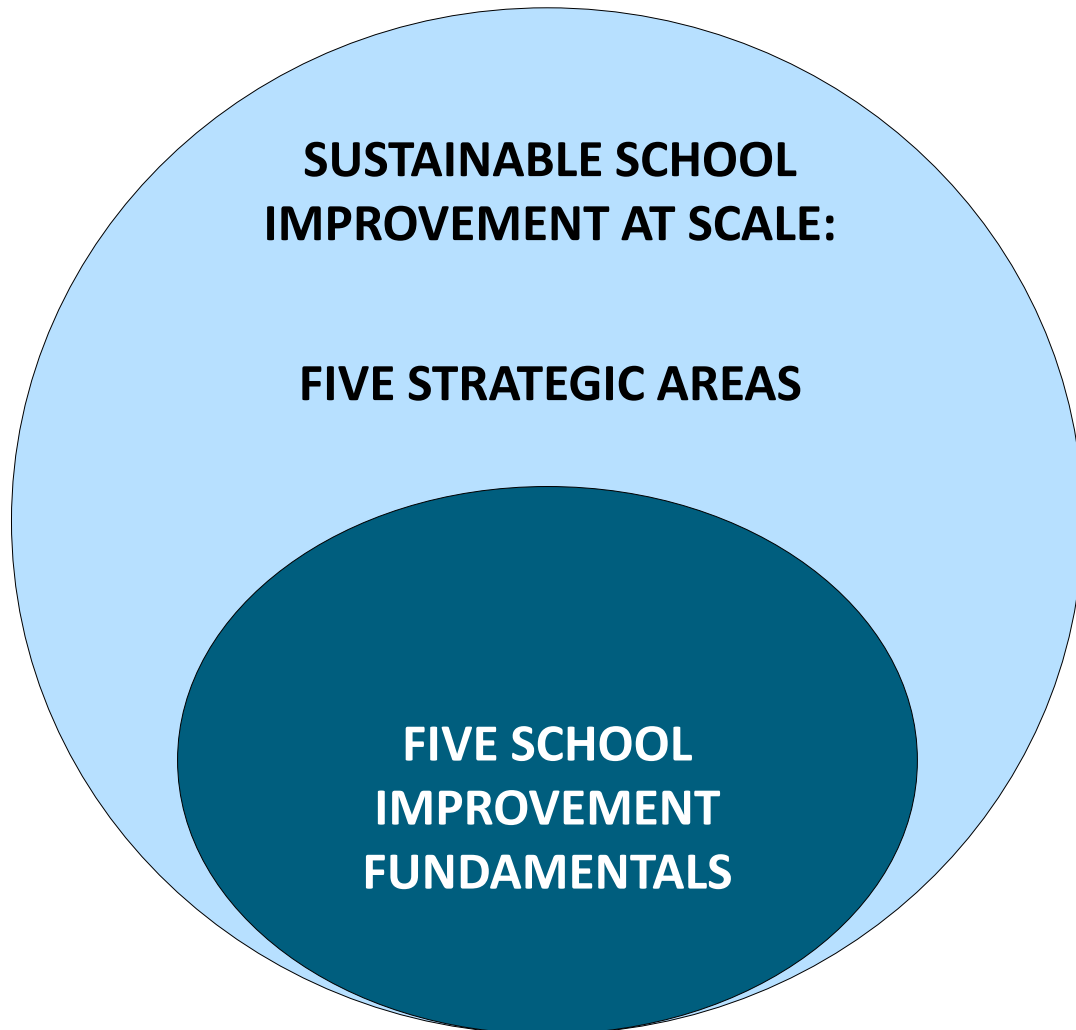 SUSTAINABLE SCHOOL
IMPROVEMENT AT SCALE:
FIVE STRATEGIC AREAS
FIVE SCHOOL
IMPROVEMENT
FUNDAMENTALS